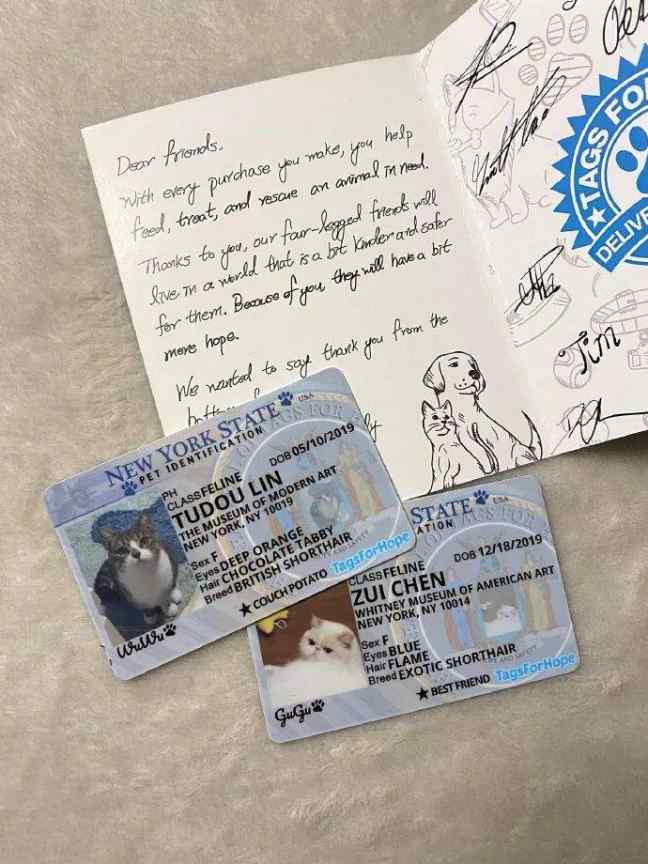 Dear friends.
With every purchase you make, you help
feed, treat, and rescue an animal in need.
Thanks to you, our four-legged friends will
live in a world that is a bit kinder and safer
for them. Because of you, they will have a bit
more hope.
We wanted to say thank you from the
TAGS FO
DELIVE
Jim
NEW YORK STATE USA
PET IDENTIFICATION
PH
CLASS FELINE DOB 05/10/2019
TUDOU LIN
THE MUSEUM OF MODERN ART
NEW YORK, NY 10019
Sex F
Eyes DEEP ORANGE
Hair CHOCOLATE TABBY
Breed BRITISH SHORTHAIR
★ COUCH POTATO TagsForHope
WuWu
STATE USA
ATION
CLASS FELINE DOB 12/18/2019
ZUI CHEN
WHITNEY MUSEUM OF AMERICAN ART
NEW YORK, NY 10014
Sex F
Eyes BLUE
Hair FLAME
Breed EXOTIC SHORTHAIR
★ BEST FRIEND TagsForHope
GuGu